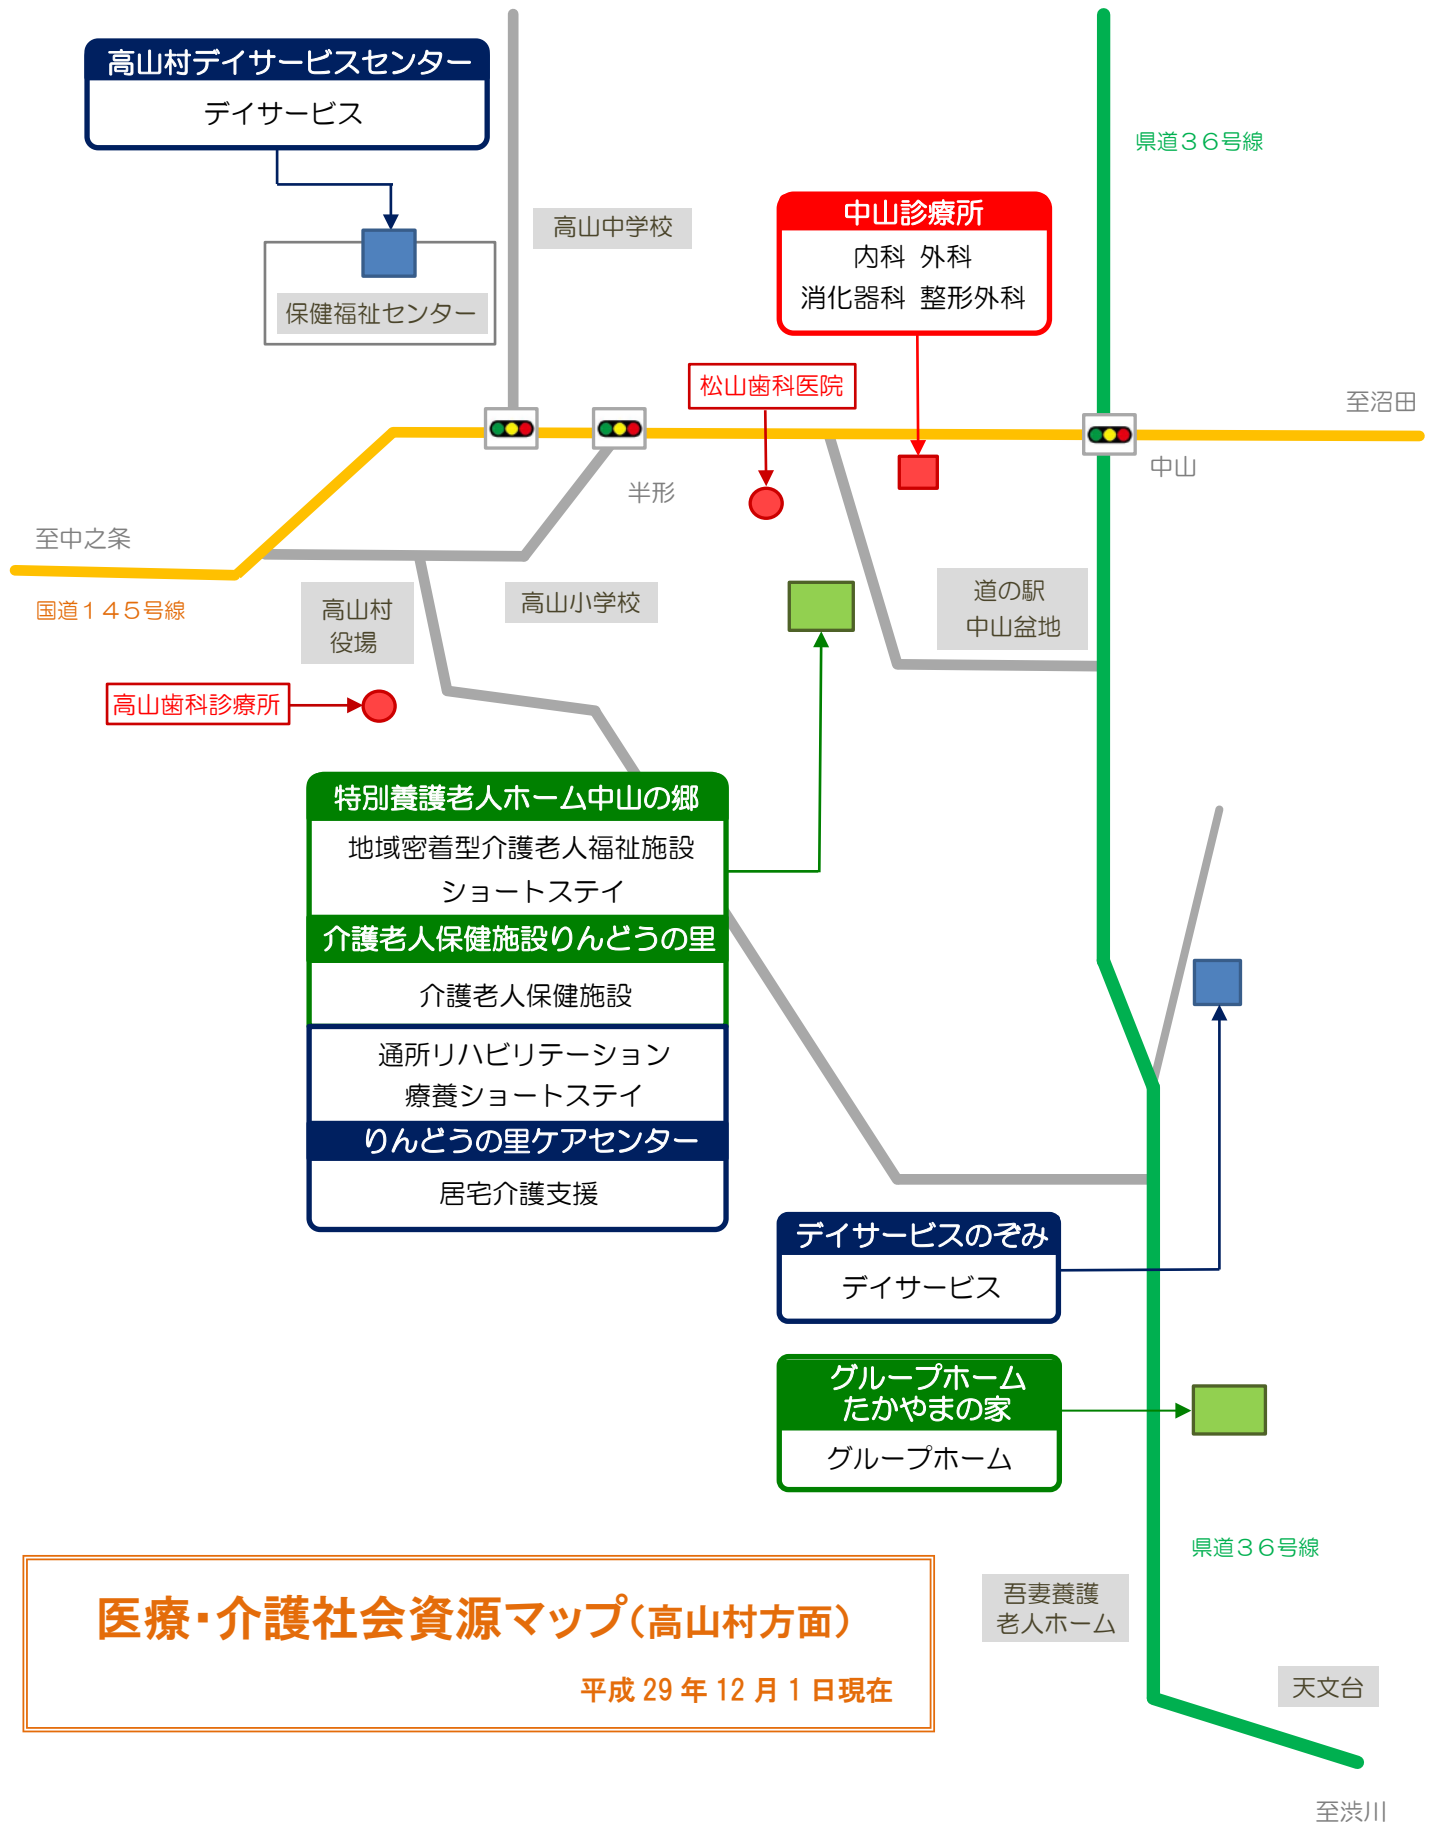 高山村デイサービスセンター
デイサービス
県道３６号線
高山中学校
中山診療所
内科 外科
消化器科 整形外科
保健福祉センター
松山歯科医院
至沼田
中山
半形
至中之条
国道１４５号線
高山村
役場
高山小学校
道の駅
中山盆地
高山歯科診療所
特別養護老人ホーム中山の郷
地域密着型介護老人福祉施設
ショートステイ
介護老人保健施設りんどうの里
介護老人保健施設
通所リハビリテーション
療養ショートステイ
りんどうの里ケアセンター
居宅介護支援
デイサービスのぞみ
デイサービス
グループホーム
たかやまの家
グループホーム
県道３６号線
医療・介護社会資源マップ（高山村方面）
平成 29 年 12 月 1 日現在
吾妻養護
老人ホーム
天文台
至渋川